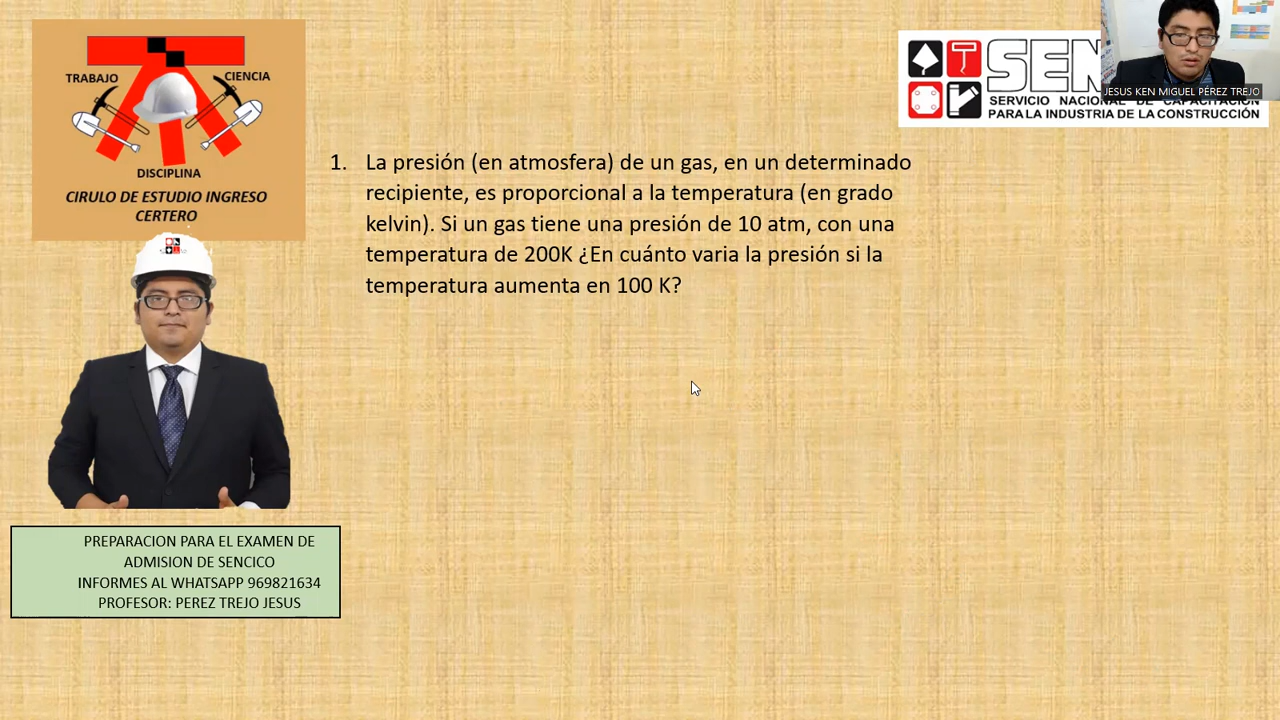 TRABAJO
CIENCIA
DISCIPLINA
CIRULO DE ESTUDIO INGRESO
CERTERO
SEN
SERVICIO NACIONAL DE CAPACITACIÓN
PARA LA INDUSTRIA DE LA CONSTRUCCIÓN
JESUS KEN MIGUEL PÉREZ TREJO
1. La presión (en atmosfera) de un gas, en un determinado
recipiente, es proporcional a la temperatura (en grado
kelvin). Si un gas tiene una presión de 10 atm, con una
temperatura de 200K ¿En cuánto varia la presión si la
temperatura aumenta en 100 K?
PREPARACION PARA EL EXAMEN DE
ADMISION DE SENCICO
INFORMES AL WHATSAPP 969821634
PROFESOR: PEREZ TREJO JESUS